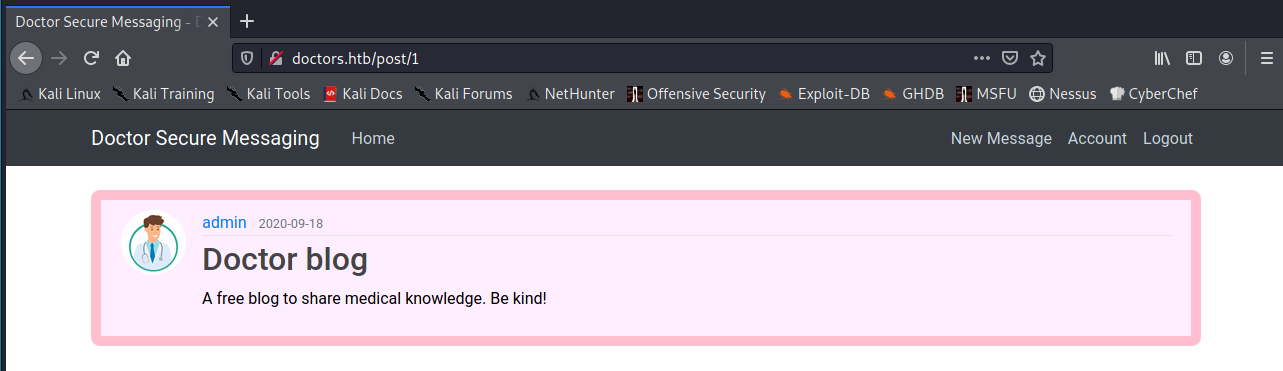 Doctor Secure Messaging - D
doctors.htb/post/1
Kali Linux Kali Training Kali Tools Kali Docs Kali Forums NetHunter Offensive Security Exploit-DB GHDB MSFU Nessus CyberChef
Doctor Secure Messaging Home New Message Account Logout
admin 2020-09-18
Doctor blog
A free blog to share medical knowledge. Be kind!